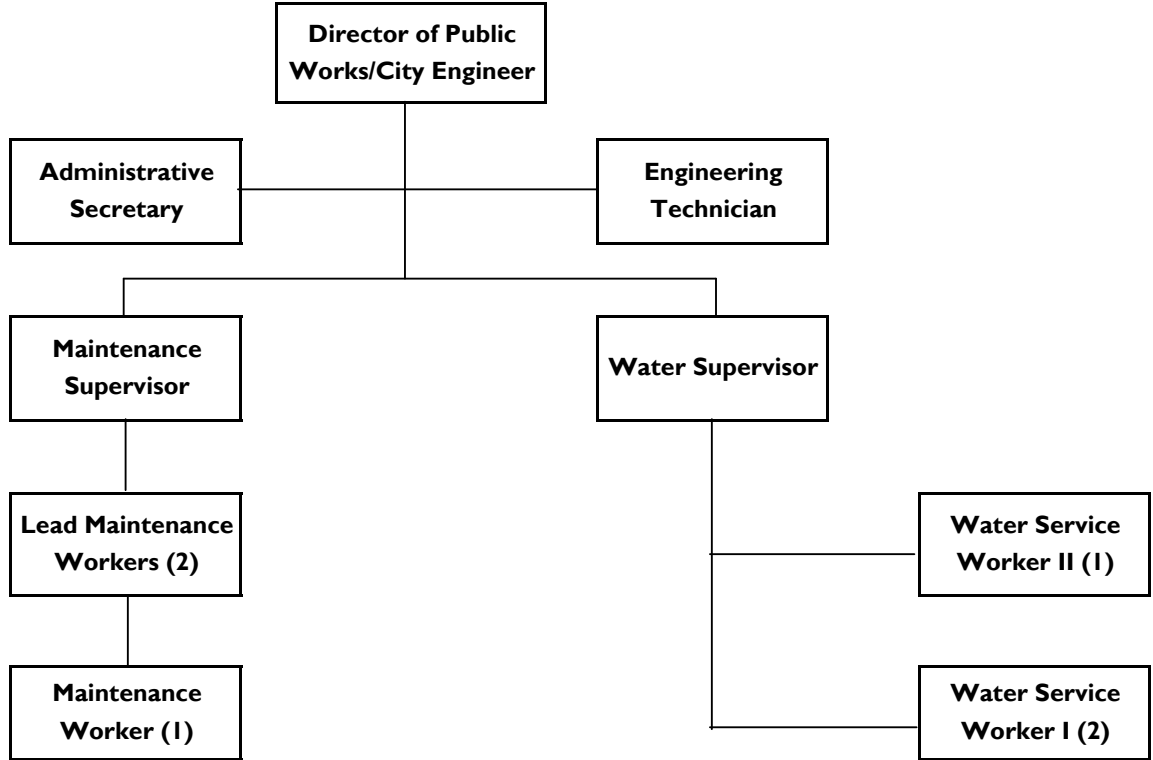 Director of Public
Works/City Engineer
Administrative
Secretary
Engineering
Technician
Maintenance
Supervisor
Water Supervisor
Lead Maintenance
Workers (2)
Water Service
Worker II (1)
Maintenance
Worker (1)
Water Service
Worker I (2)